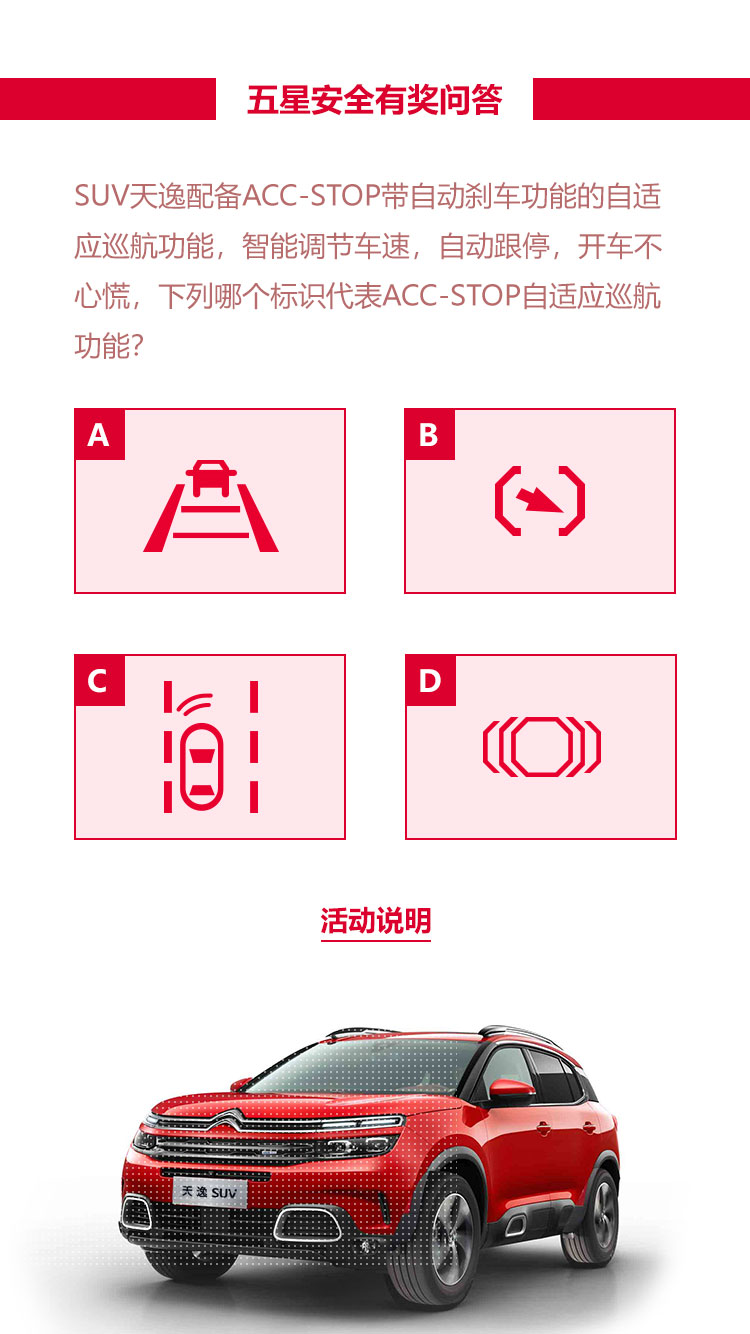 五星安全有奖问答
SUV天逸配备ACC-STOP带自动刹车功能的自适
应巡航功能，智能调节车速，自动跟停，开车不
心慌，下列哪个标识代表ACC-STOP自适应巡航
功能？
A
B
C
D
活动说明
天逸 SUV